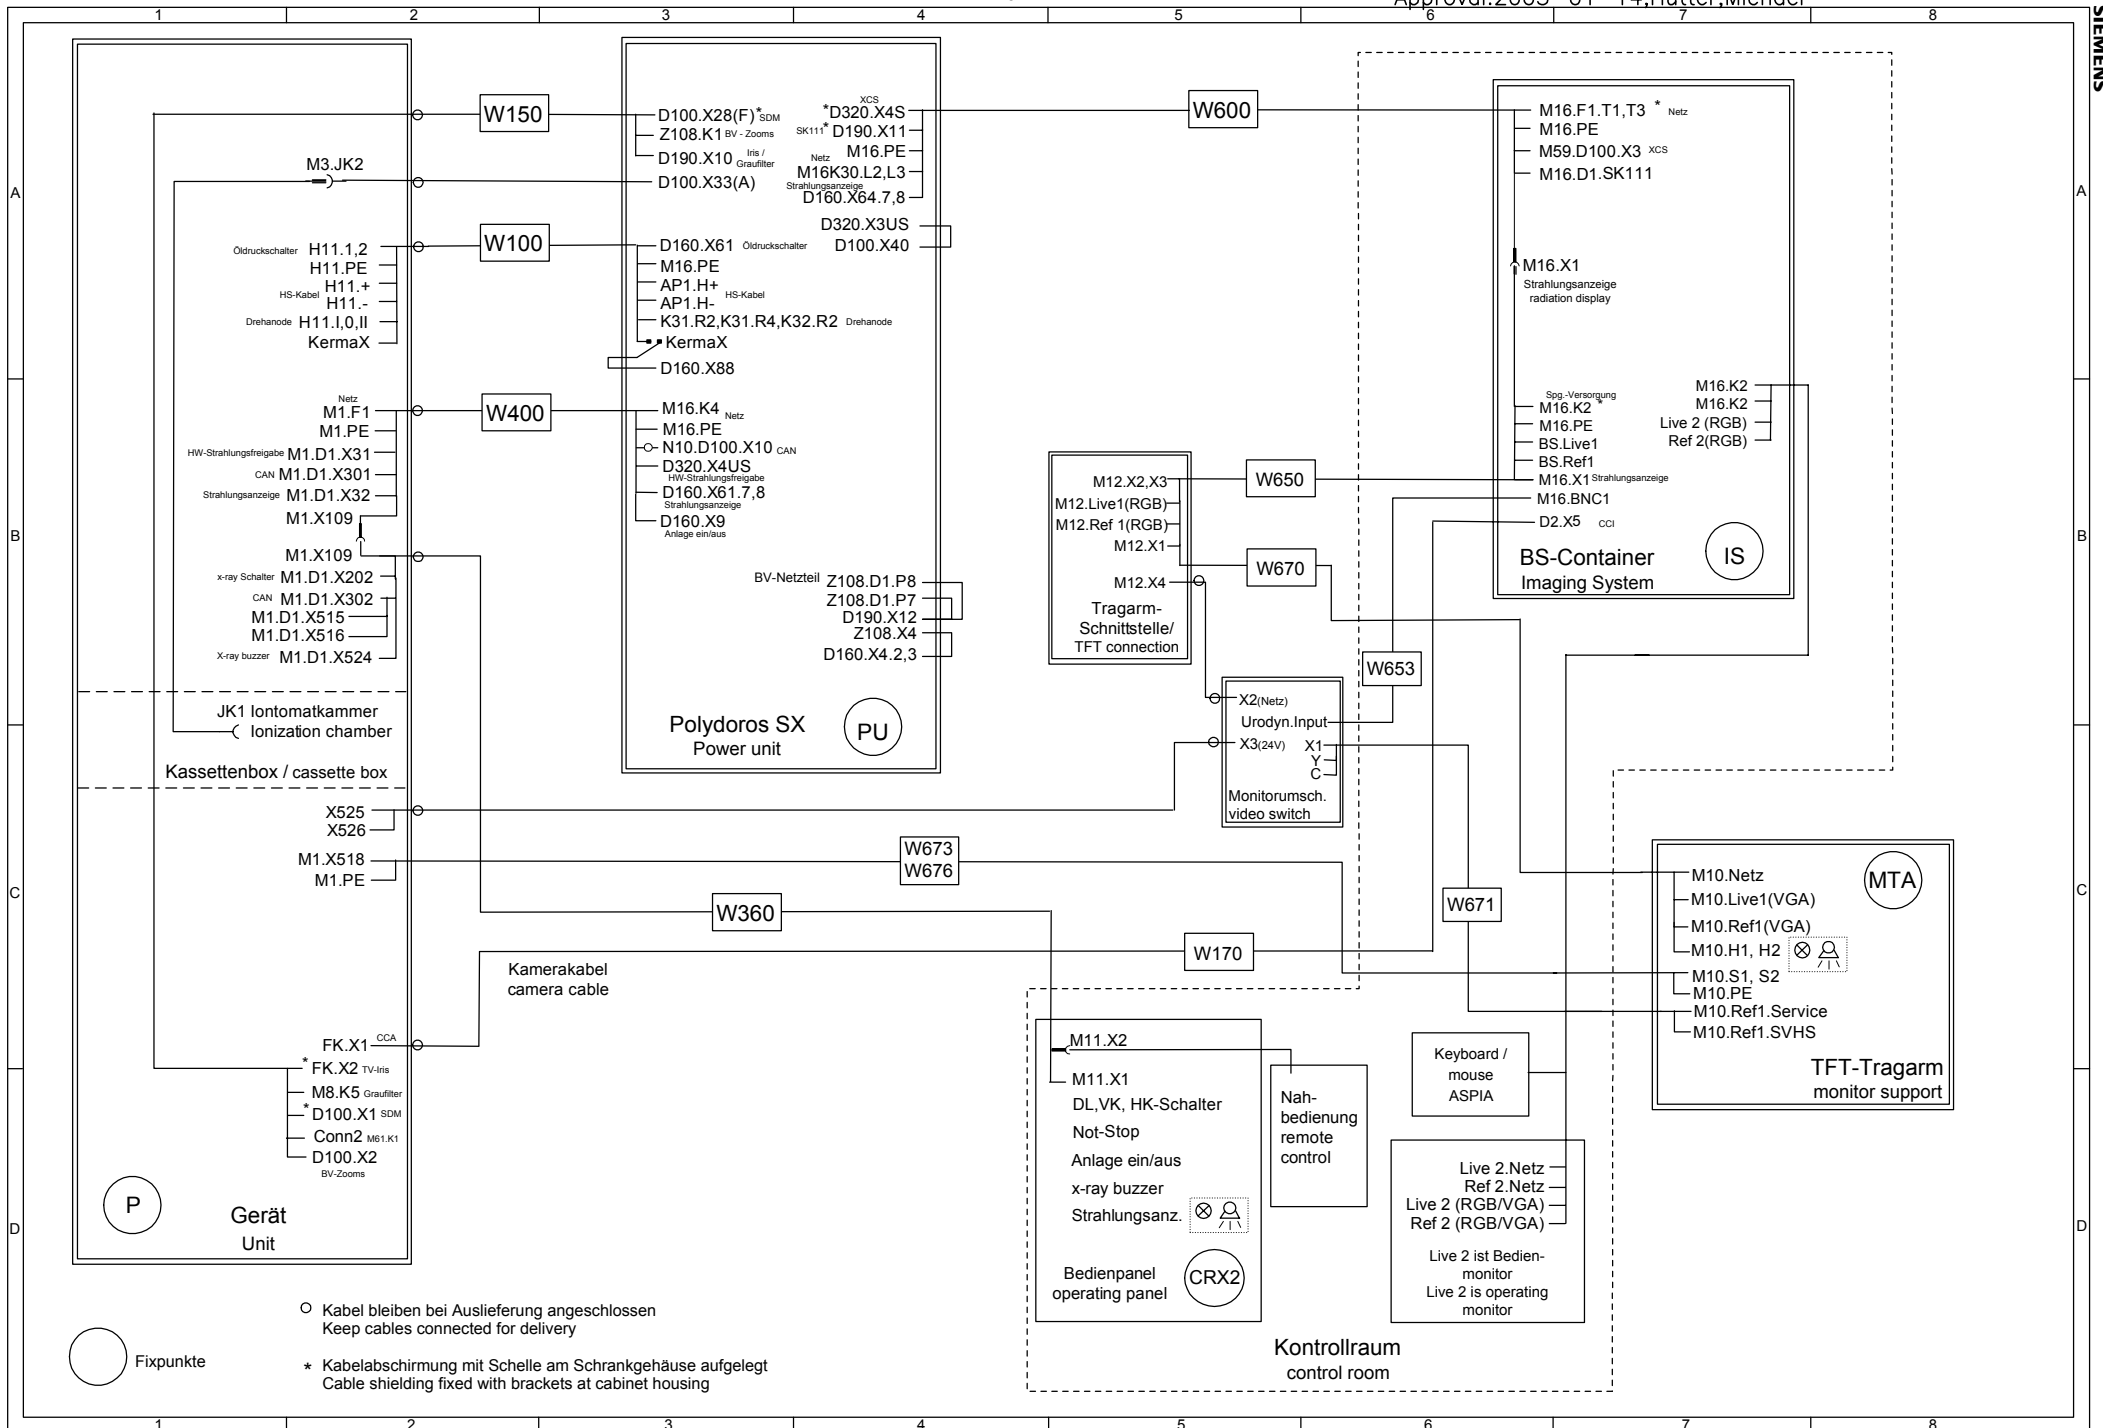 Approval:2003-01-14,Hutter,Michael
SIEMENS
1 2 3 4 5 6 7 8
A
B
C
D
W150
M3.JK2
Öldruckschalter H11.1,2
H11.PE
H11.+
HS-Kabel
H11.-
Drehanode H11.I,0,II
KermaX
W100
Netz
M1.F1
M1.PE
HW-Strahlungsfreigabe M1.D1.X31
CAN M1.D1.X301
Strahlungsanzeige M1.D1.X32
M1.X109
W400
M1.X109
x-ray Schalter M1.D1.X202
CAN M1.D1.X302
M1.D1.X515
M1.D1.X516
X-ray buzzer M1.D1.X524
JK1 Iontomatkammer
Ionization chamber
Kassettenbox / cassette box
X525
X526
M1.X518
M1.PE
FK.X1 CCA
* FK.X2 TV-Iris
M8.K5 Graufilter
* D100.X1 SDM
Conn2 M61.K1
D100.X2
BV-Zooms
P
Gerät
Unit
D100.X28(F)* SDM
Z108.K1 BV - Zooms
D190.X10 Iris /
Graufilter
D100.X33(A)
D160.X61 Öldruckschalter
M16.PE
AP1.H+
HS-Kabel
AP1.H-
K31.R2,K31.R4,K32.R2 Drehanode
KermaX
D160.X88
M16.K4 Netz
M16.PE
N10.D100.X10 CAN
D320.X4US
HW-Strahlungsfreigabe
D160.X61.7,8
Strahlungsanzeige
D160.X9
Anlage ein/aus
XCS
*D320.X4S
SK111* D190.X11
M16.PE
Netz
M16K30.L2,L3
Strahlungsanzeige
D160.X64.7,8
D320.X3US
D100.X40
BV-Netzteil Z108.D1.P8
Z108.D1.P7
D190.X12
Z108.X4
D160.X4.2,3
Polydoros SX
Power unit
PU
W600
M16.F1.T1,T3 * Netz
M16.PE
M59.D100.X3 XCS
M16.D1.SK111
M16.X1
Strahlungsanzeige
radiation display
Spg.-Versorgung
M16.K2 *
M16.PE
BS.Live1
BS.Ref1
M16.X1 Strahlungsanzeige
M16.BNC1
D2.X5 CCI
M16.K2
M16.K2
Live 2 (RGB)
Ref 2(RGB)
BS-Container
Imaging System
IS
M12.X2,X3
M12.Live1(RGB)
M12.Ref 1(RGB)
M12.X1
M12.X4
Tragarm-
Schnittstelle/
TFT connection
W650
W670
W653
X2(Netz)
Urodyn.Input
X3(24V)
X1
Y
C
Monitorumsch.
video switch
W673
W676
W360
W671
W170
Kamerakabel
camera cable
M10.Netz
M10.Live1(VGA)
M10.Ref1(VGA)
M10.H1, H2
M10.S1, S2
M10.PE
M10.Ref1.Service
M10.Ref1.SVHS
MTA
TFT-Tragarm
monitor support
M11.X2
M11.X1
DL,VK, HK-Schalter
Not-Stop
Anlage ein/aus
x-ray buzzer
Strahlungsanz.
Bedienpanel
operating panel
CRX2
Nah-
bedienung
remote
control
Keyboard /
mouse
ASPIA
Live 2.Netz
Ref 2.Netz
Live 2 (RGB/VGA)
Ref 2 (RGB/VGA)
Live 2 ist Bedien-
monitor
Live 2 is operating
monitor
Kontrollraum
control room
Kabel bleiben bei Auslieferung angeschlossen
Keep cables connected for delivery
Fixpunkte
* Kabelabschirmung mit Schelle am Schrankgehäuse aufgelegt
Cable shielding fixed with brackets at cabinet housing
A
B
C
D
1 2 3 4 5 6 7 8